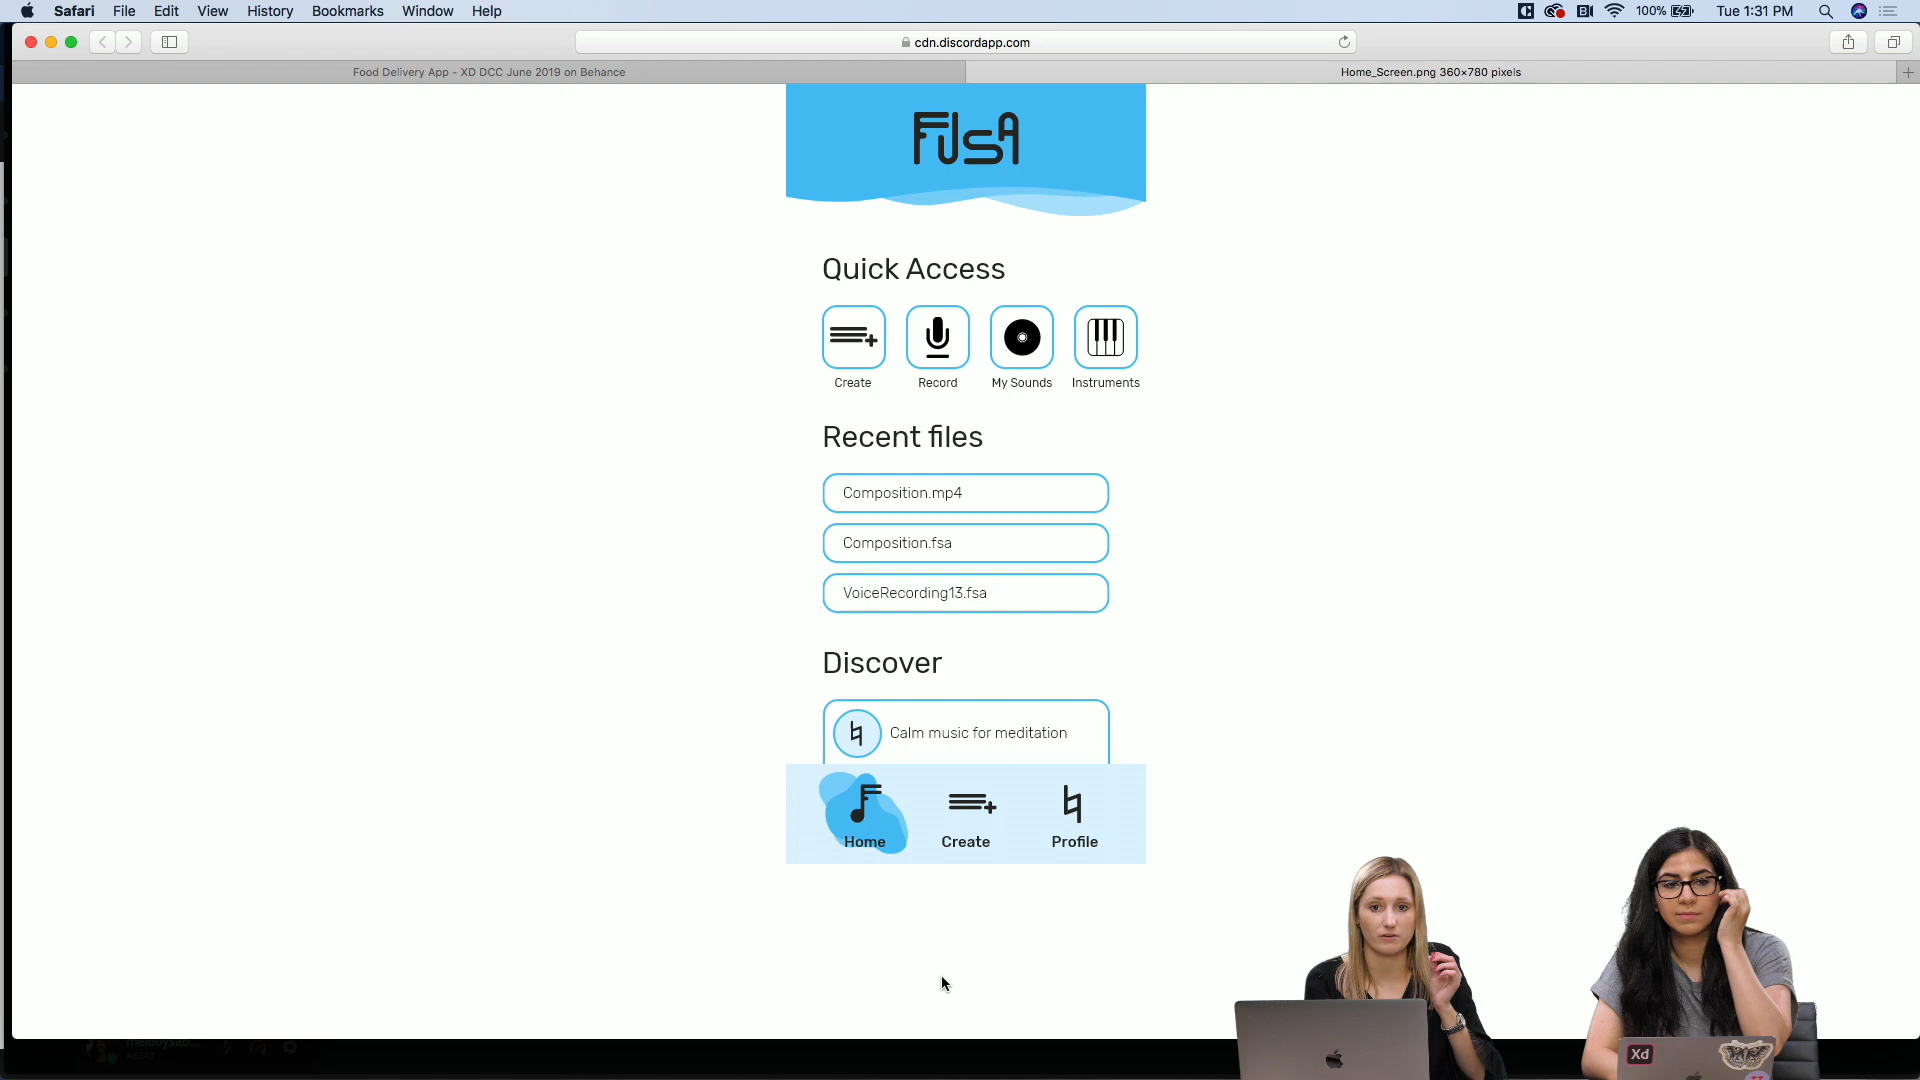 Safari File Edit View History Bookmarks Window Help
100% Tue 1:31 PM
cdn.discordapp.com
Food Delivery App - XD DCC June 2019 on Behance
Home_Screen.png 360×780 pixels
FUSA
Quick Access
Create Record My Sounds Instruments
Recent files
Composition.mp4
Composition.fsa
VoiceRecording13.fsa
Discover
Calm music for meditation
Home Create Profile
Xd